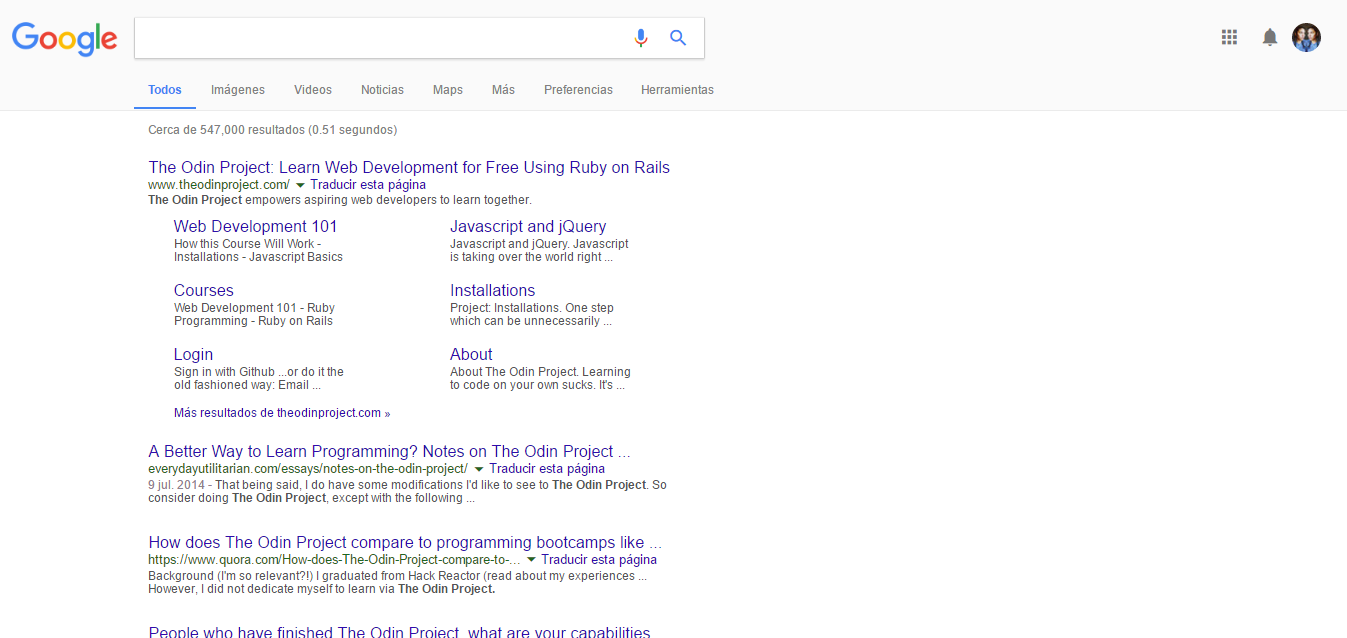 Google
Todos Imágenes Videos Noticias Maps Más Preferencias Herramientas
Cerca de 547,000 resultados (0.51 segundos)
The Odin Project: Learn Web Development for Free Using Ruby on Rails
www.theodinproject.com/ Traducir esta página
The Odin Project empowers aspiring web developers to learn together.
Web Development 101
How this Course Will Work -
Installations - Javascript Basics
Javascript and jQuery
Javascript and jQuery. Javascript
is taking over the world right ...
Courses
Web Development 101 - Ruby
Programming - Ruby on Rails
Installations
Project: Installations. One step
which can be unnecessarily ...
Login
Sign in with Github ...or do it the
old fashioned way: Email ...
About
About The Odin Project. Learning
to code on your own sucks. It's ...
Más resultados de theodinproject.com »
A Better Way to Learn Programming? Notes on The Odin Project ...
everydayutilitarian.com/essays/notes-on-the-odin-project/ Traducir esta página
9 jul. 2014 - That being said, I do have some modifications I'd like to see to The Odin Project. So
consider doing The Odin Project, except with the following ...
How does The Odin Project compare to programming bootcamps like ...
https://www.quora.com/How-does-The-Odin-Project-compare-to-... Traducir esta página
Background (I'm so relevant?!) I graduated from Hack Reactor (read about my experiences ...
However, I did not dedicate myself to learn via The Odin Project.
People who have finished The Odin Project, what are your capabilities